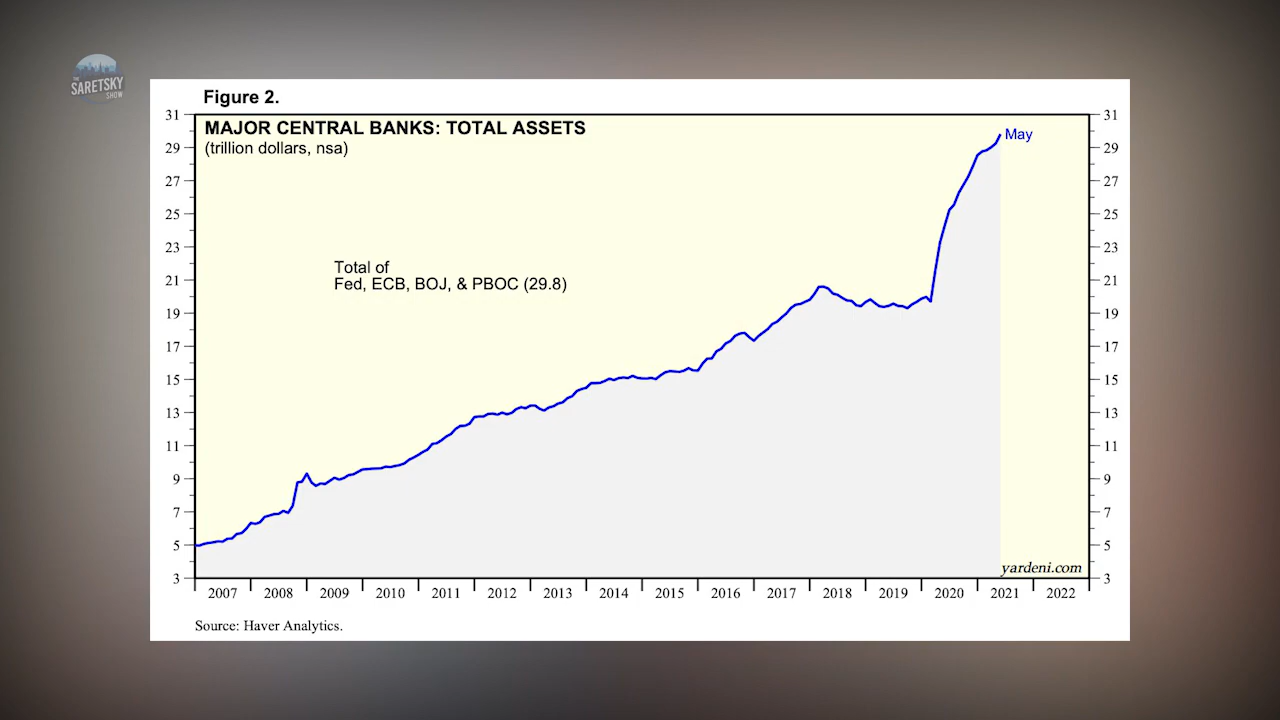 THE
SARETSKY
SHOW
Figure 2.
MAJOR CENTRAL BANKS: TOTAL ASSETS
(trillion dollars, nsa)
May
Total of
Fed, ECB, BOJ, & PBOC (29.8)
31 31
29 29
27 27
25 25
23 23
21 21
19 19
17 17
15 15
13 13
11 11
9 9
7 7
5 5
3 3
yardeni.com
2007 2008 2009 2010 2011 2012 2013 2014 2015 2016 2017 2018 2019 2020 2021 2022
Source: Haver Analytics.